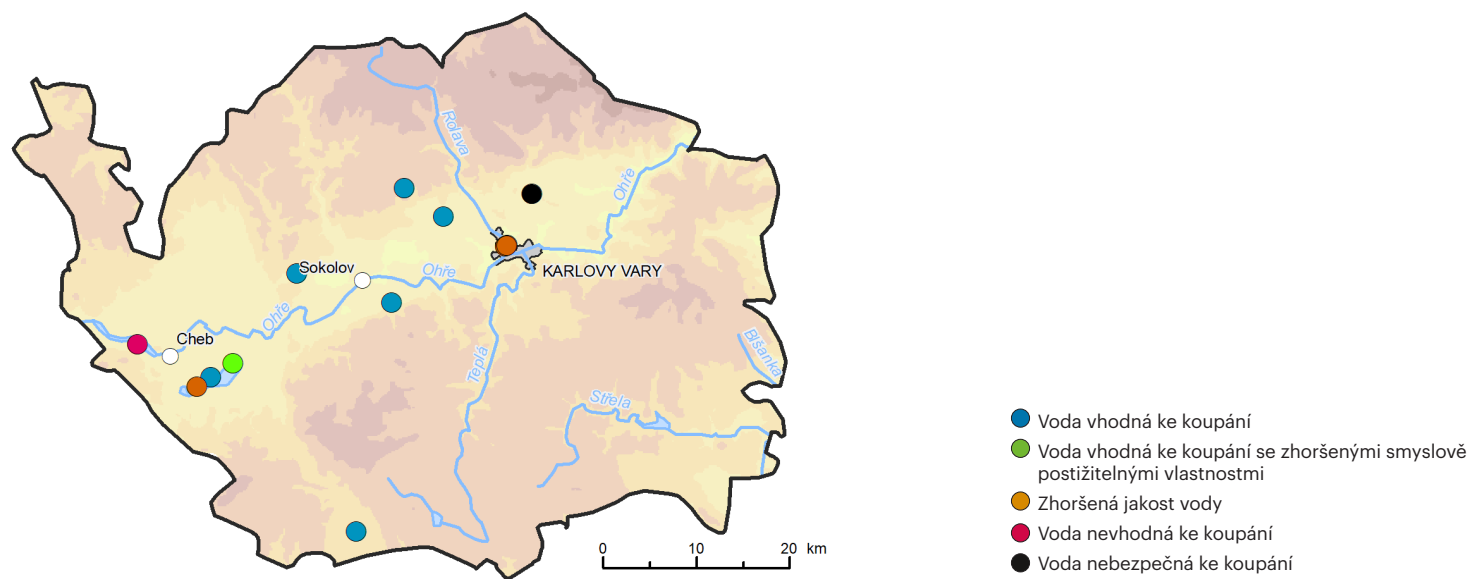 Rolava
Ohře
Sokolov
Ohře
KARLOVY VARY
Ohře
Cheb
Teplá
Blšanka
Střela
0 10 20 km
Voda vhodná ke koupání
Voda vhodná ke koupání se zhoršenými smyslově
postižitelnými vlastnostmi
Zhoršená jakost vody
Voda nevhodná ke koupání
Voda nebezpečná ke koupání